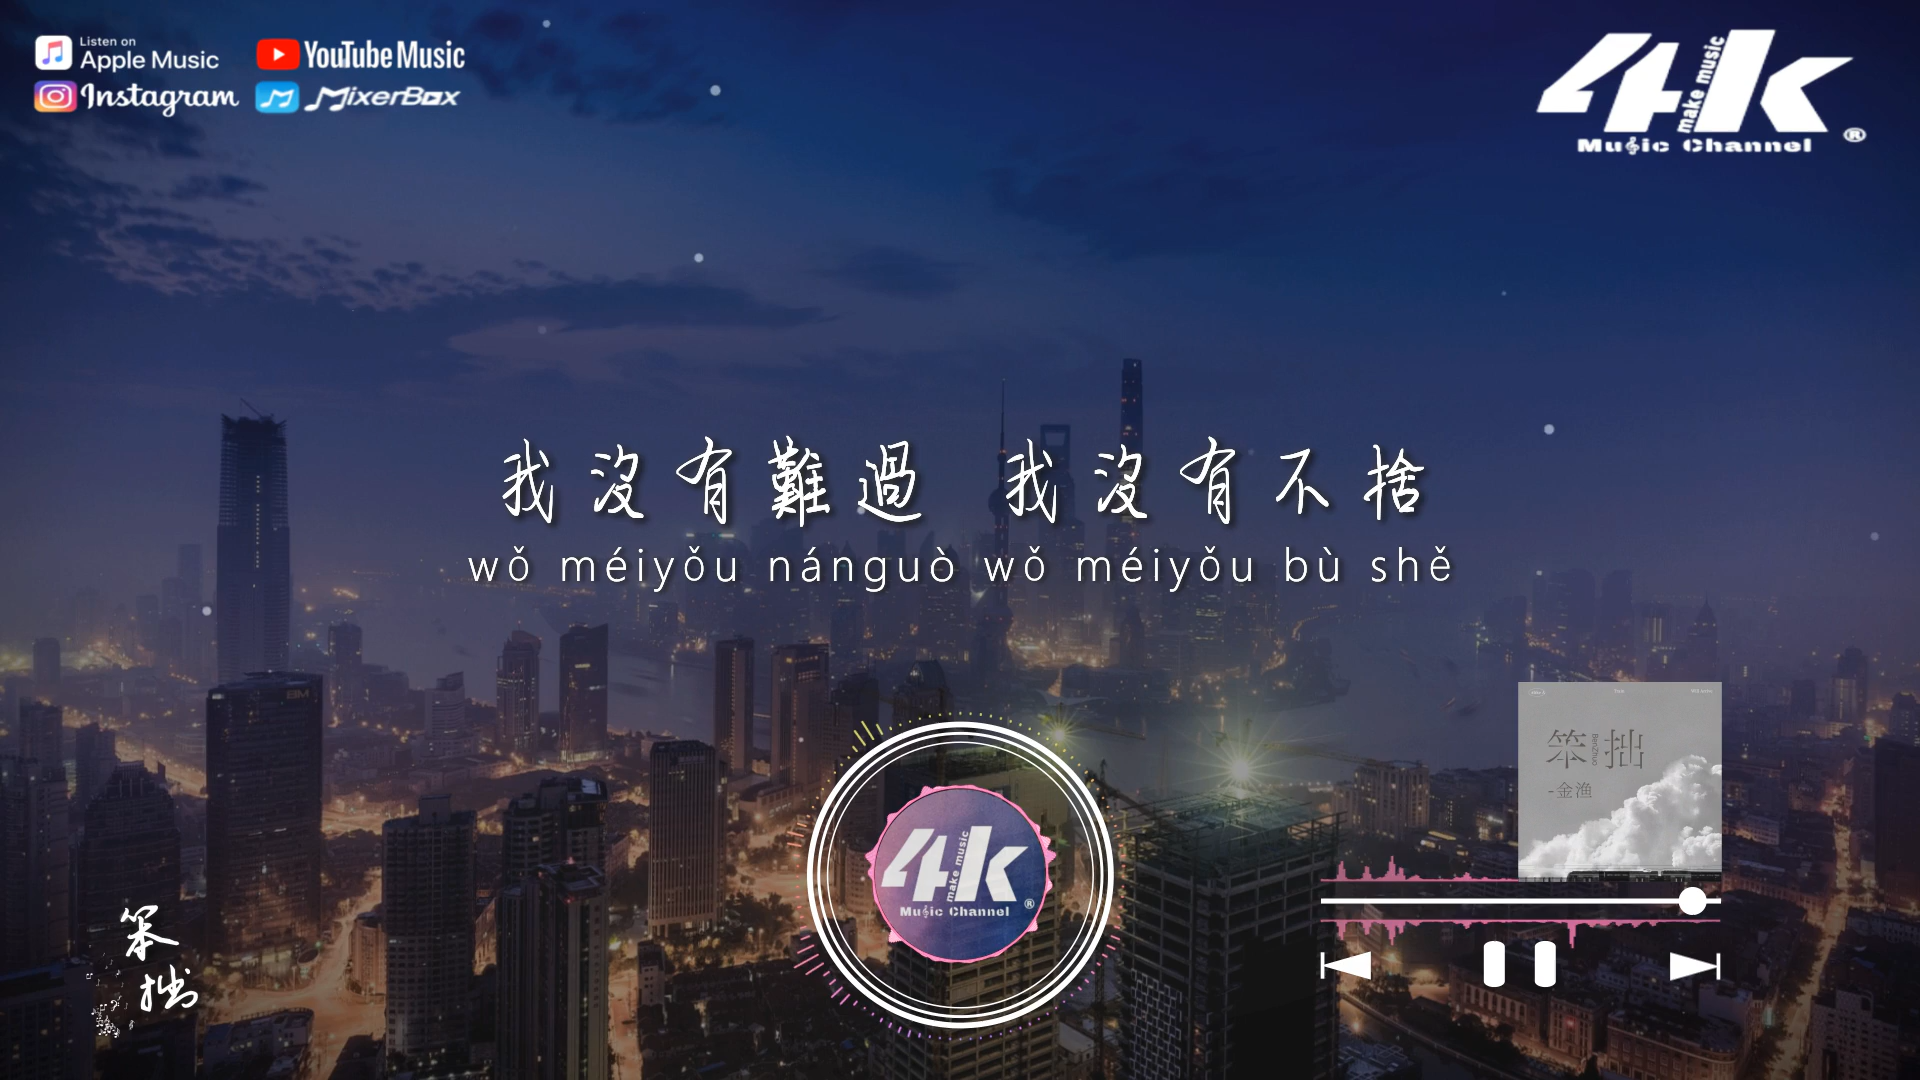 Listen on
Apple Music
YouTube Music
Instagram
MixerBox
4k
make music
Music Channel ®
我沒有難過 我沒有不捨
wǒ méiyǒu nánguò wǒ méiyǒu bù shě
笨拙
BenZhuo
-金渔
4k
make music
Music Channel ®
笨拙